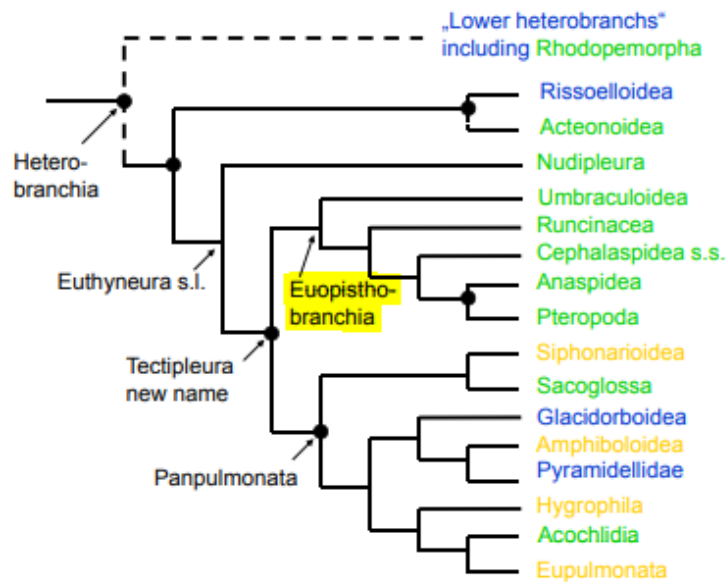 „Lower heterobranchs“
including Rhodopemorpha
Rissoelloidea
Acteonoidea
Hetero-
branchia
Nudipleura
Umbraculoidea
Runcinacea
Cephalaspidea s.s.
Euthyneura s.l.
Euopistho-
branchia
Anaspidea
Pteropoda
Tectipleura
new name
Siphonarioidea
Sacoglossa
Glacidorboidea
Amphiboloidea
Panpulmonata
Pyramidellidae
Hygrophila
Acochlidia
Eupulmonata